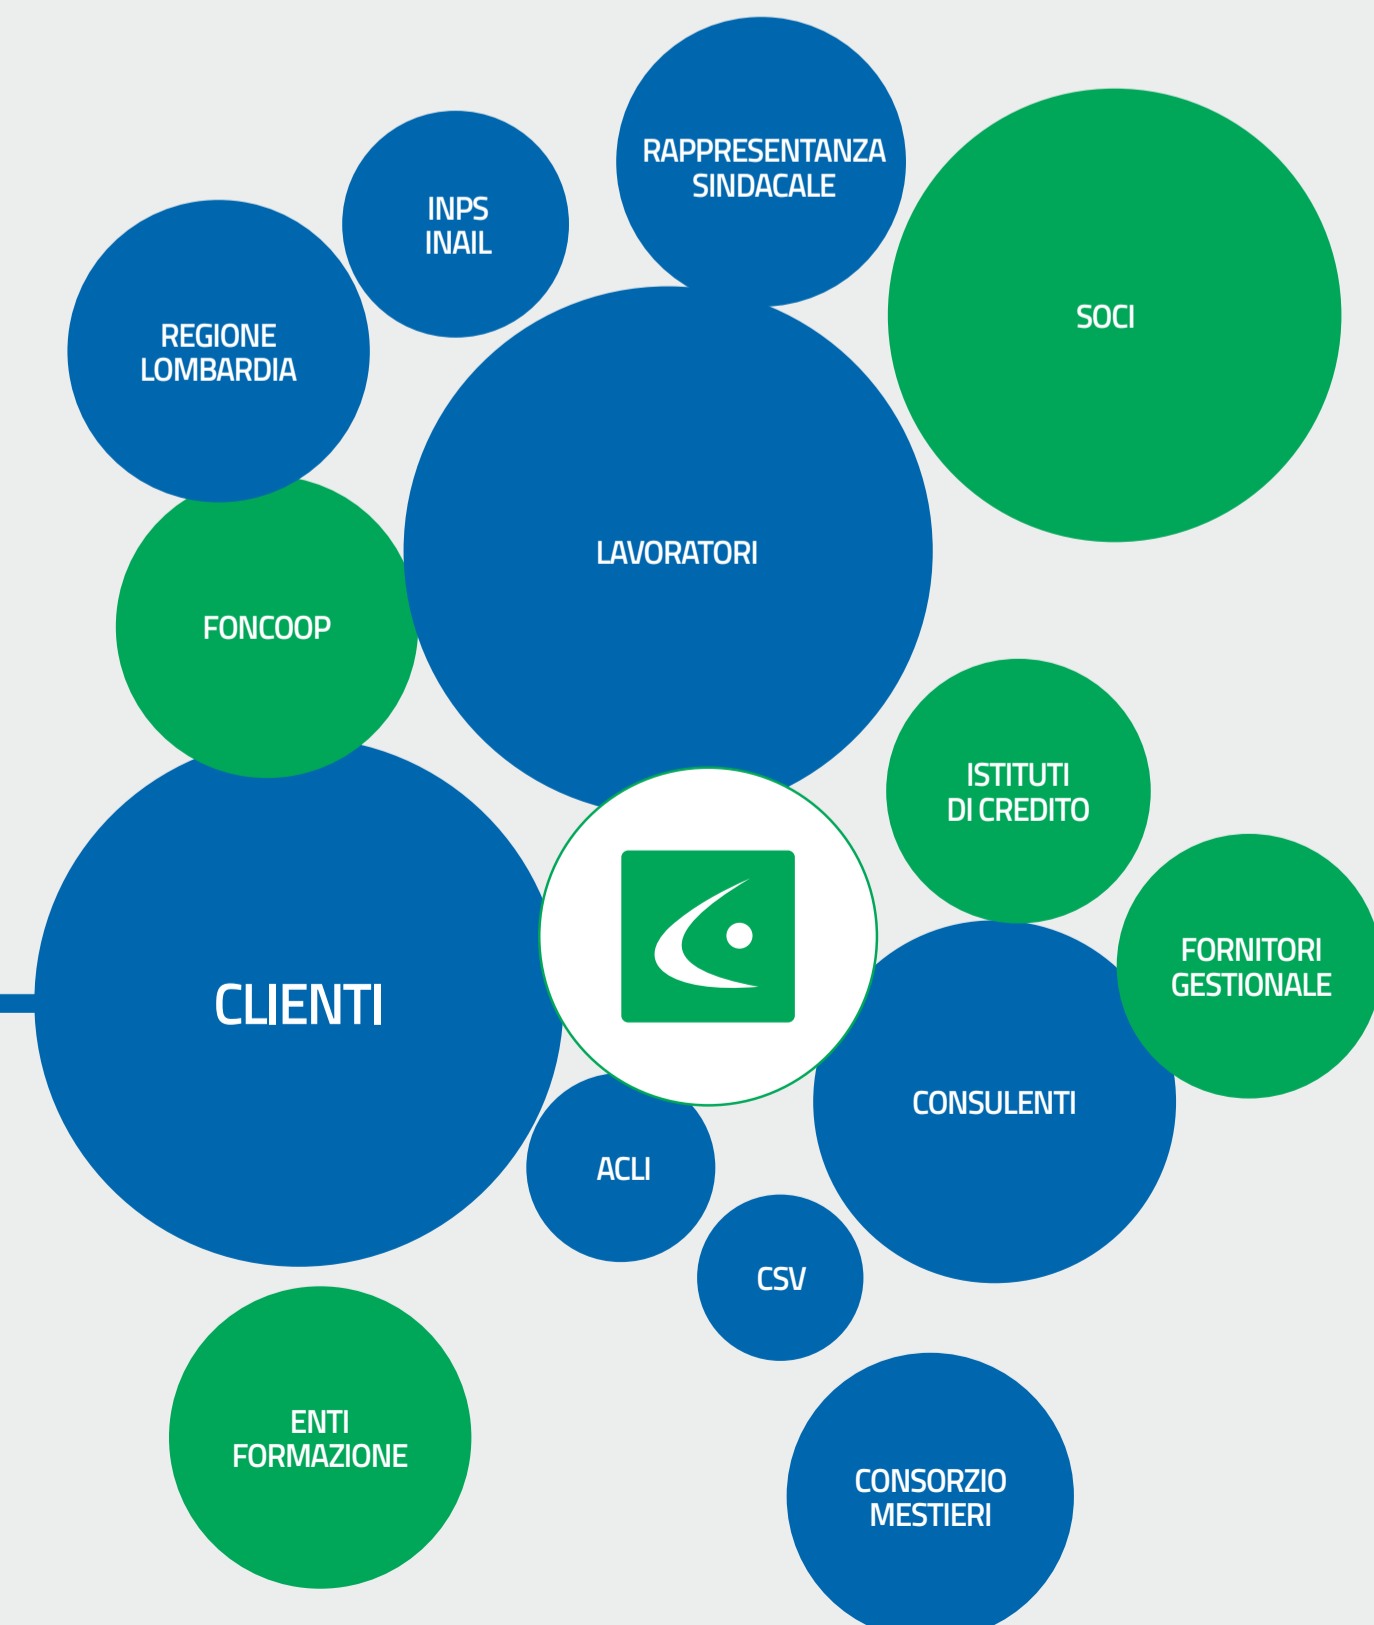 RAPPRESENTANZA
SINDACALE
INPS
INAIL
SOCI
REGIONE
LOMBARDIA
LAVORATORI
FONCOOP
ISTITUTI
DI CREDITO
FORNITORI
GESTIONALE
CLIENTI
CONSULENTI
ACLI
CSV
ENTI
FORMAZIONE
CONSORZIO
MESTIERI